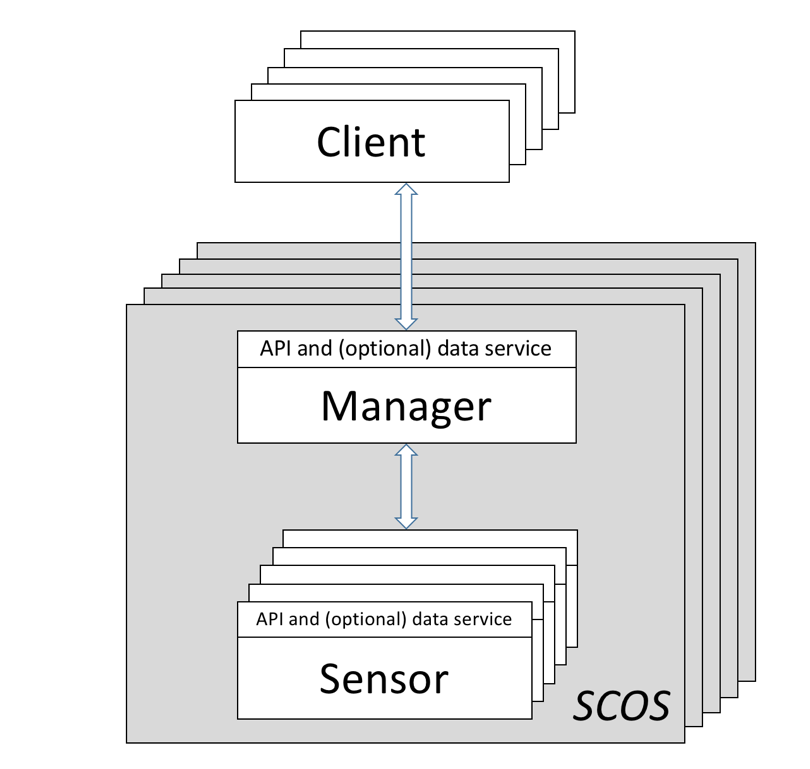 Client
API and (optional) data service
Manager
API and (optional) data service
Sensor
SCOS